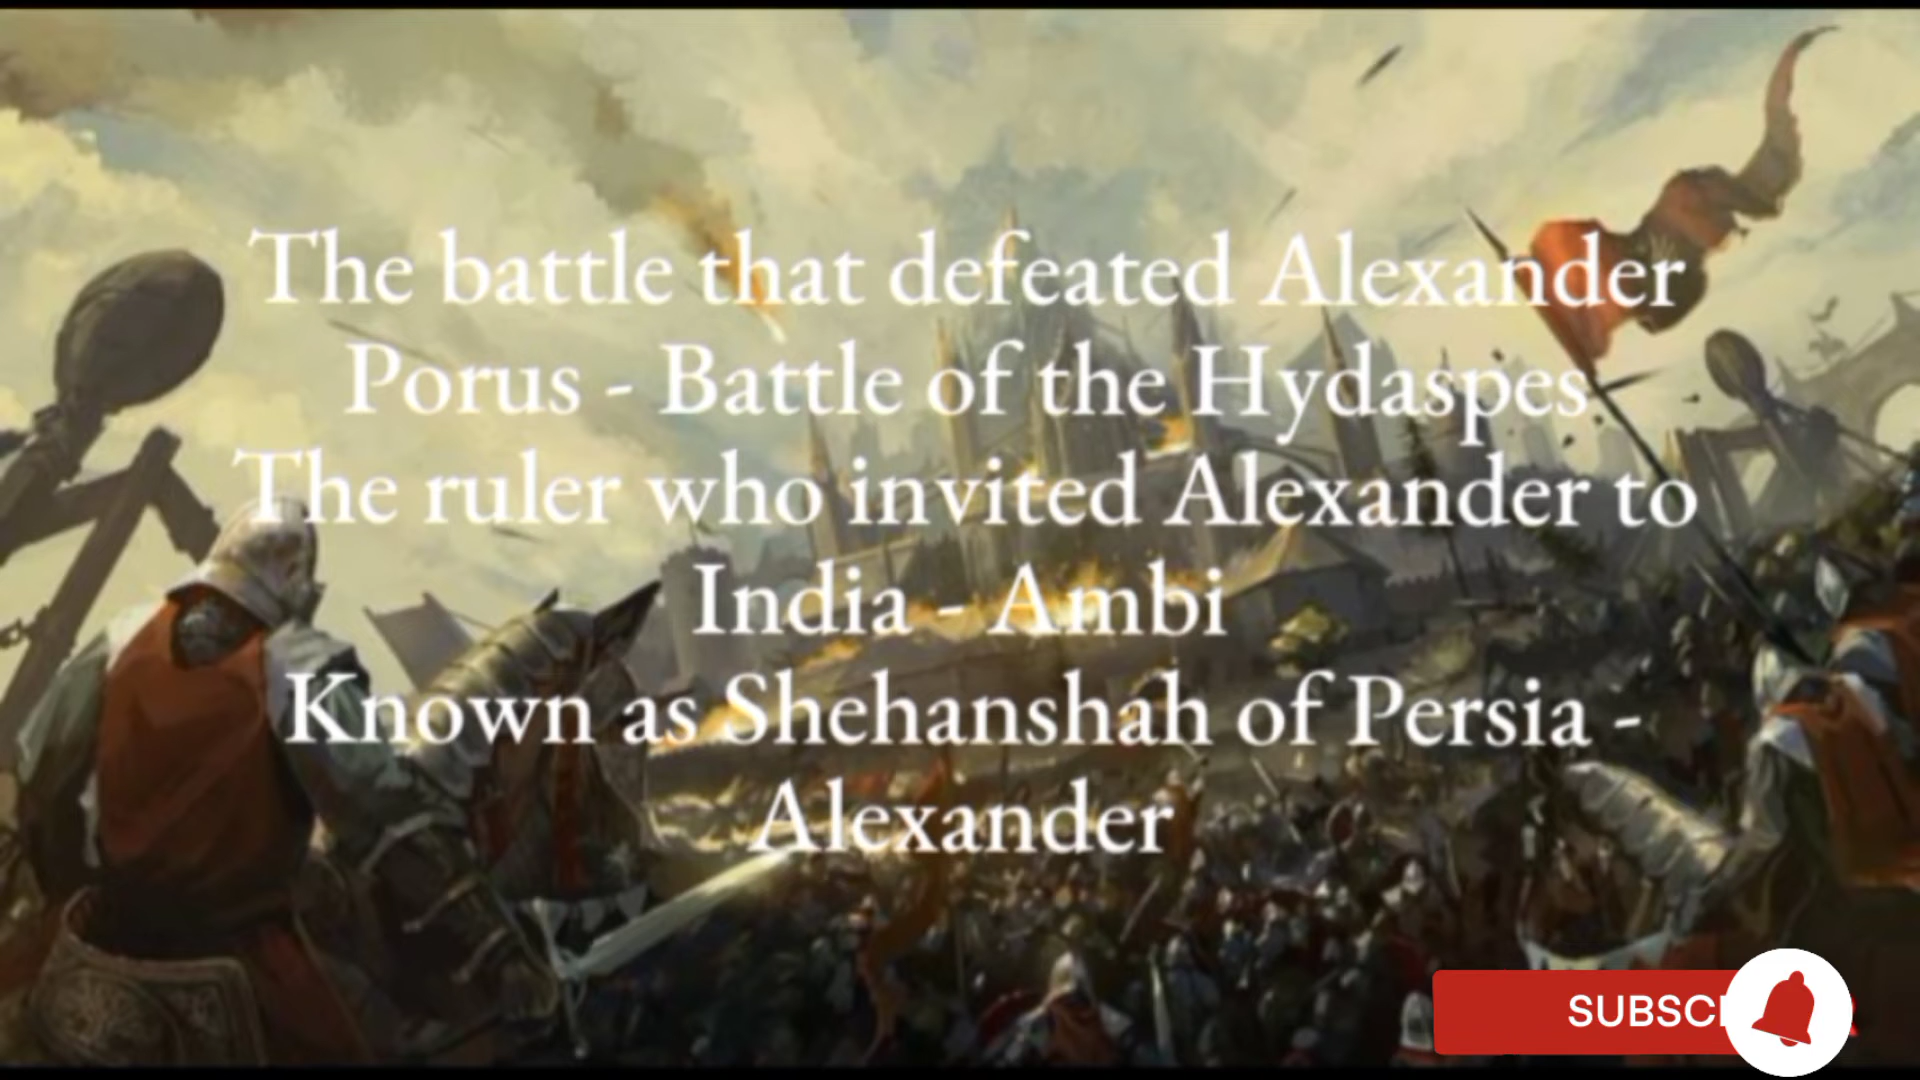 The battle that defeated Alexander
Porus - Battle of the Hydaspes
The ruler who invited Alexander to
India - Ambi
Known as Shehanshah of Persia -
Alexander
SUBSC